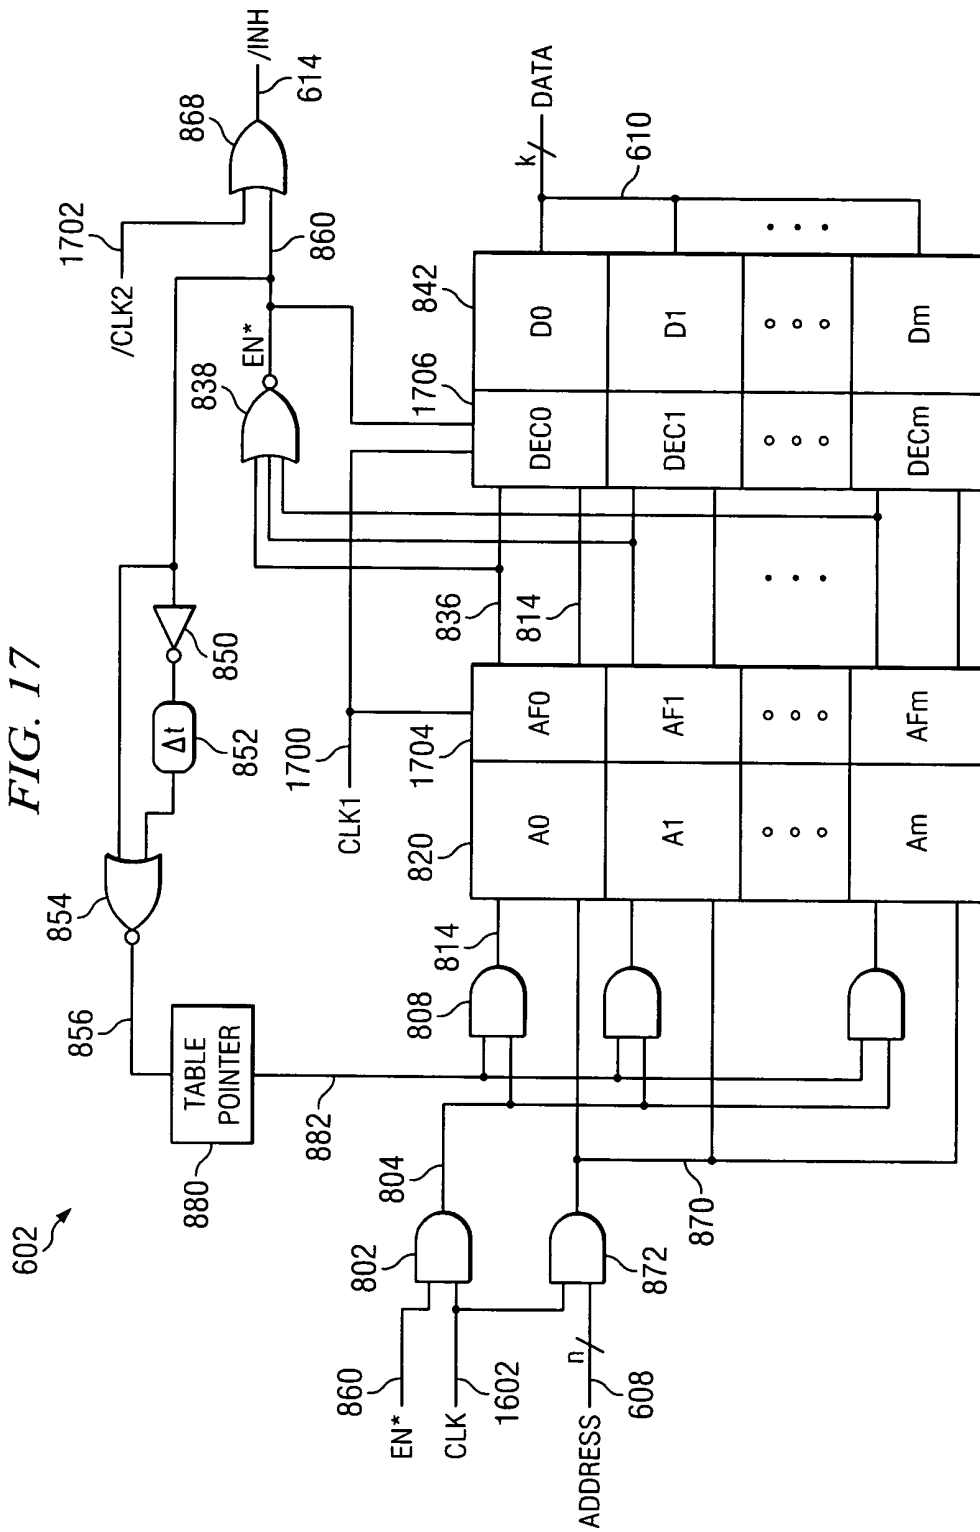 FIG. 17
602
880
TABLE
POINTER
856
854
Δt
852
850
882
EN*
860
CLK
1602
ADDRESS
608
n
802
804
872
870
808
814
CLK1
1700
820
1704
A0
AF0
A1
AF1
Am
AFm
836
814
838
EN*
/CLK2
1702
860
868
/INH
614
1706
842
DEC0
D0
DEC1
D1
DECm
Dm
k
DATA
610